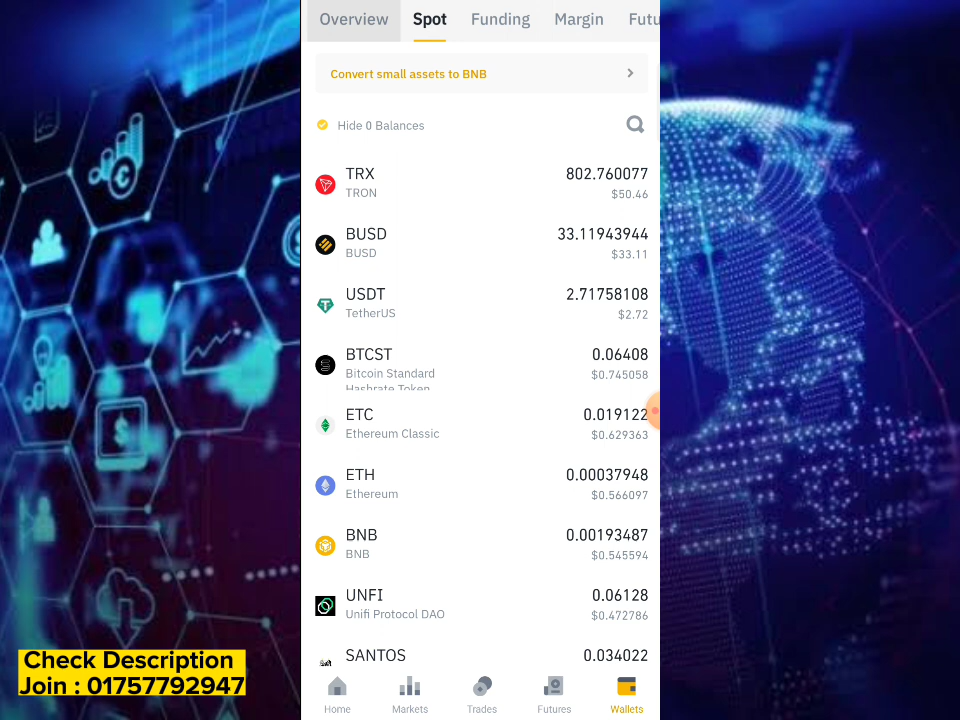 Overview Spot Funding Margin Futu
Convert small assets to BNB
Hide 0 Balances
TRX 802.760077
TRON $50.46
BUSD 33.11943944
BUSD $33.11
USDT 2.71758108
TetherUS $2.72
BTCST 0.06408
Bitcoin Standard $0.745058
Hashrate Token
ETC 0.019122
Ethereum Classic $0.629363
ETH 0.00037948
Ethereum $0.566097
BNB 0.00193487
BNB $0.545594
UNFI 0.06128
Unifi Protocol DAO $0.472786
SANTOS 0.034022
Home Markets Trades Futures Wallets
Check Description
Join : 01757792947